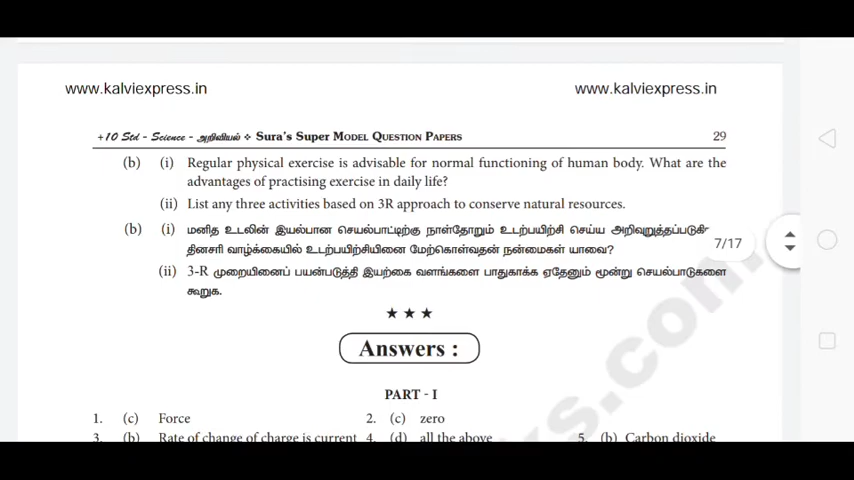 www.kalviexpress.in www.kalviexpress.in
+10 Std - Science - அறிவியல் ❖ Sura's Super MODEL QUESTION PAPERS 29
(b) (i) Regular physical exercise is advisable for normal functioning of human body. What are the
advantages of practising exercise in daily life?
(ii) List any three activities based on 3R approach to conserve natural resources.
(b) (i) மனித உடலின் இயல்பான செயல்பாட்டிற்கு நாள்தோறும் உடற்பயிற்சி செய்ய
தினசரி வாழ்க்கையில் உடற்பயிற்சியினை மேற்கொள்வதன் நன்மைகள் யாவை?
7/17
(ii) 3-R முறையினைப் பயன்படுத்தி இயற்கை வளங்களை பாதுகாக்க ஏதேனும் மூன்று செயல்பாடுகளை
கூறுக.
★ ★ ★
Answers :
PART - I
1. (c) Force 2. (c) zero
3. (b) Rate of change of charge is current 4. (d) all the above 5. (b) Carbon dioxide